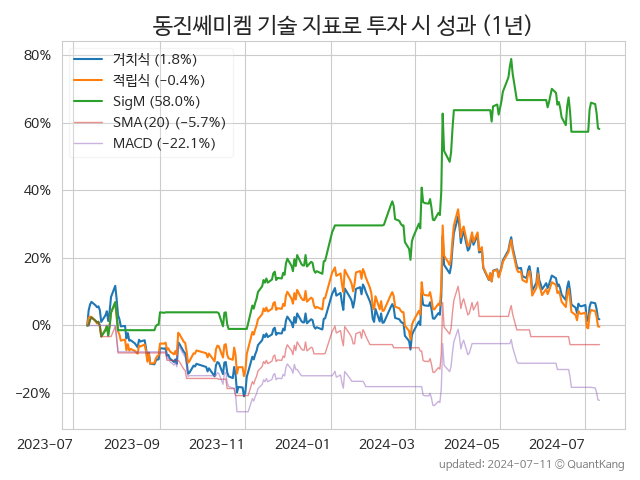 동진쎄미켐 기술 지표로 투자 시 성과 (1년)
거치식 (1.8%)
적립식 (−0.4%)
SigM (58.0%)
SMA(20) (−5.7%)
MACD (−22.1%)
80%
60%
40%
20%
0%
−20%
2023-07 2023-09 2023-11 2024-01 2024-03 2024-05 2024-07
updated: 2024-07-11 © QuantKang